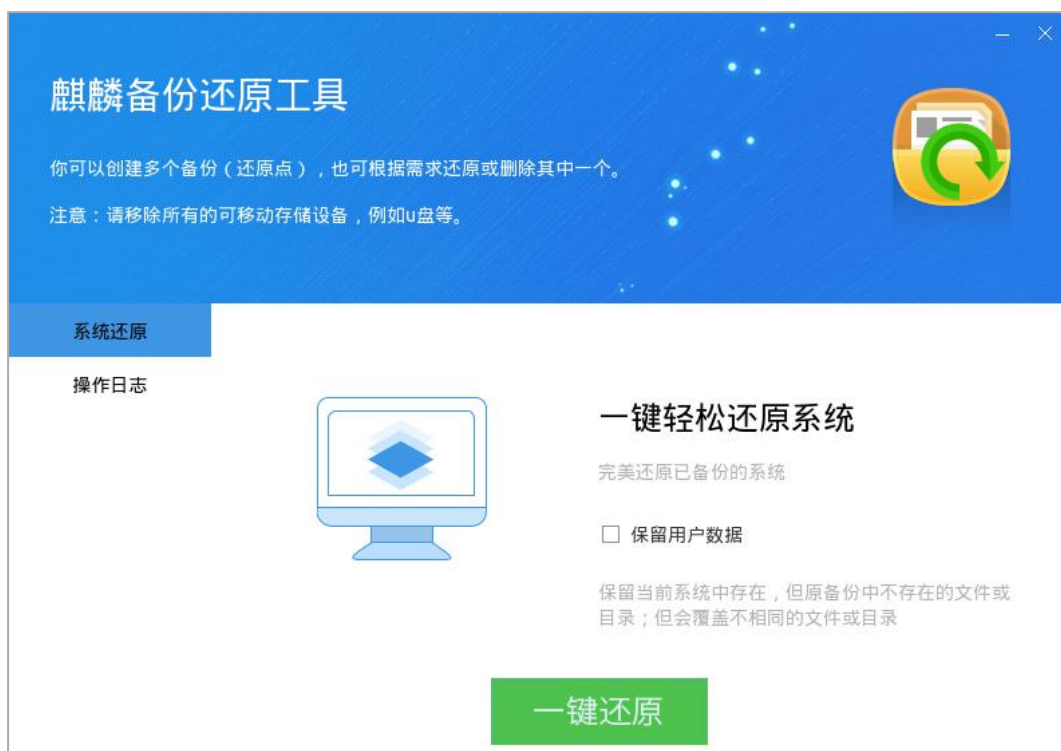 麒麟备份还原工具
你可以创建多个备份（还原点），也可根据需求还原或删除其中一个。
注意：请移除所有的可移动存储设备，例如u盘等。
系统还原
操作日志
一键轻松还原系统
完美还原已备份的系统
保留用户数据
保留当前系统中存在，但原备份中不存在的文件或
目录；但会覆盖不相同的文件或目录
一键还原